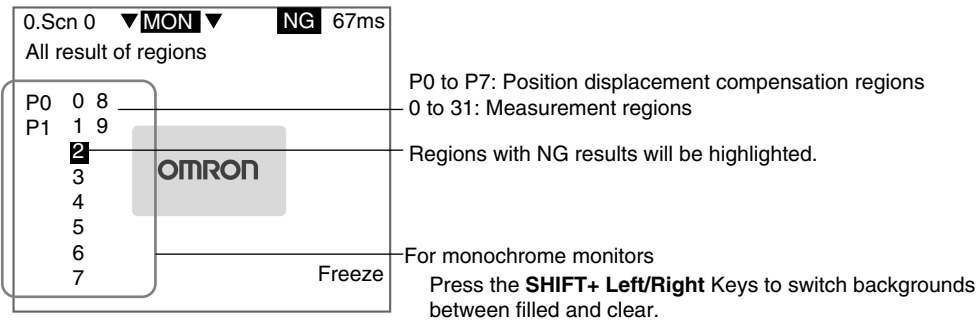 0.Scn 0 ▼MON▼ NG 67ms
All result of regions
P0 0 8
P1 1 9
2
3
4
5
6
7
OMRON
Freeze
P0 to P7: Position displacement compensation regions
0 to 31: Measurement regions
Regions with NG results will be highlighted.
For monochrome monitors
Press the SHIFT+ Left/Right Keys to switch backgrounds
between filled and clear.